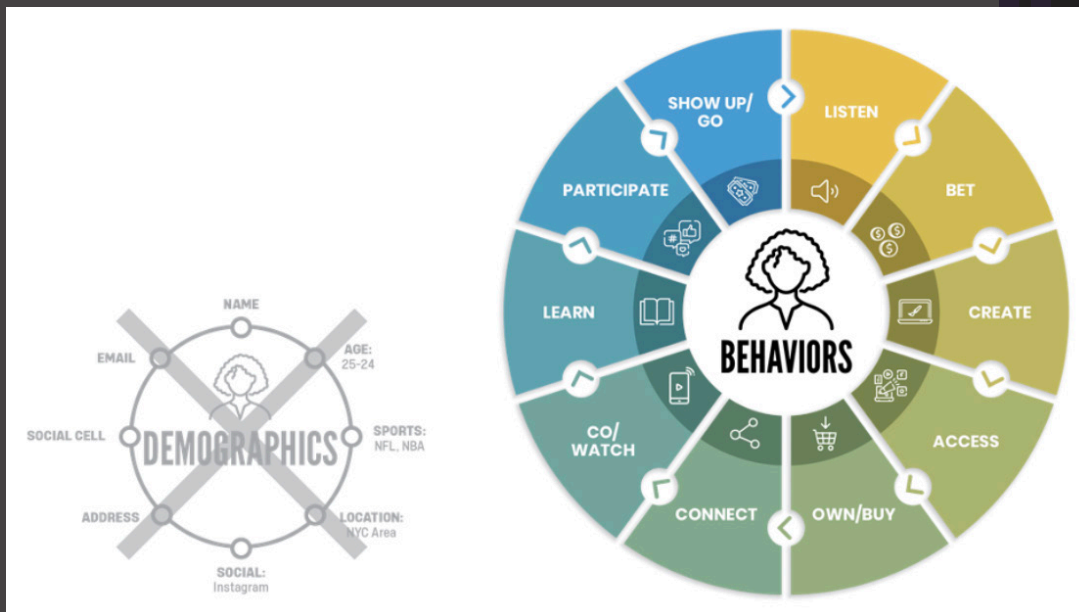 NAME
EMAIL
AGE:
25-24
SOCIAL CELL
DEMOGRAPHICS
SPORTS:
NFL, NBA
ADDRESS
LOCATION:
NYC Area
SOCIAL:
Instagram
SHOW UP/
GO
LISTEN
BET
CREATE
ACCESS
OWN/BUY
CONNECT
CO/
WATCH
LEARN
PARTICIPATE
BEHAVIORS